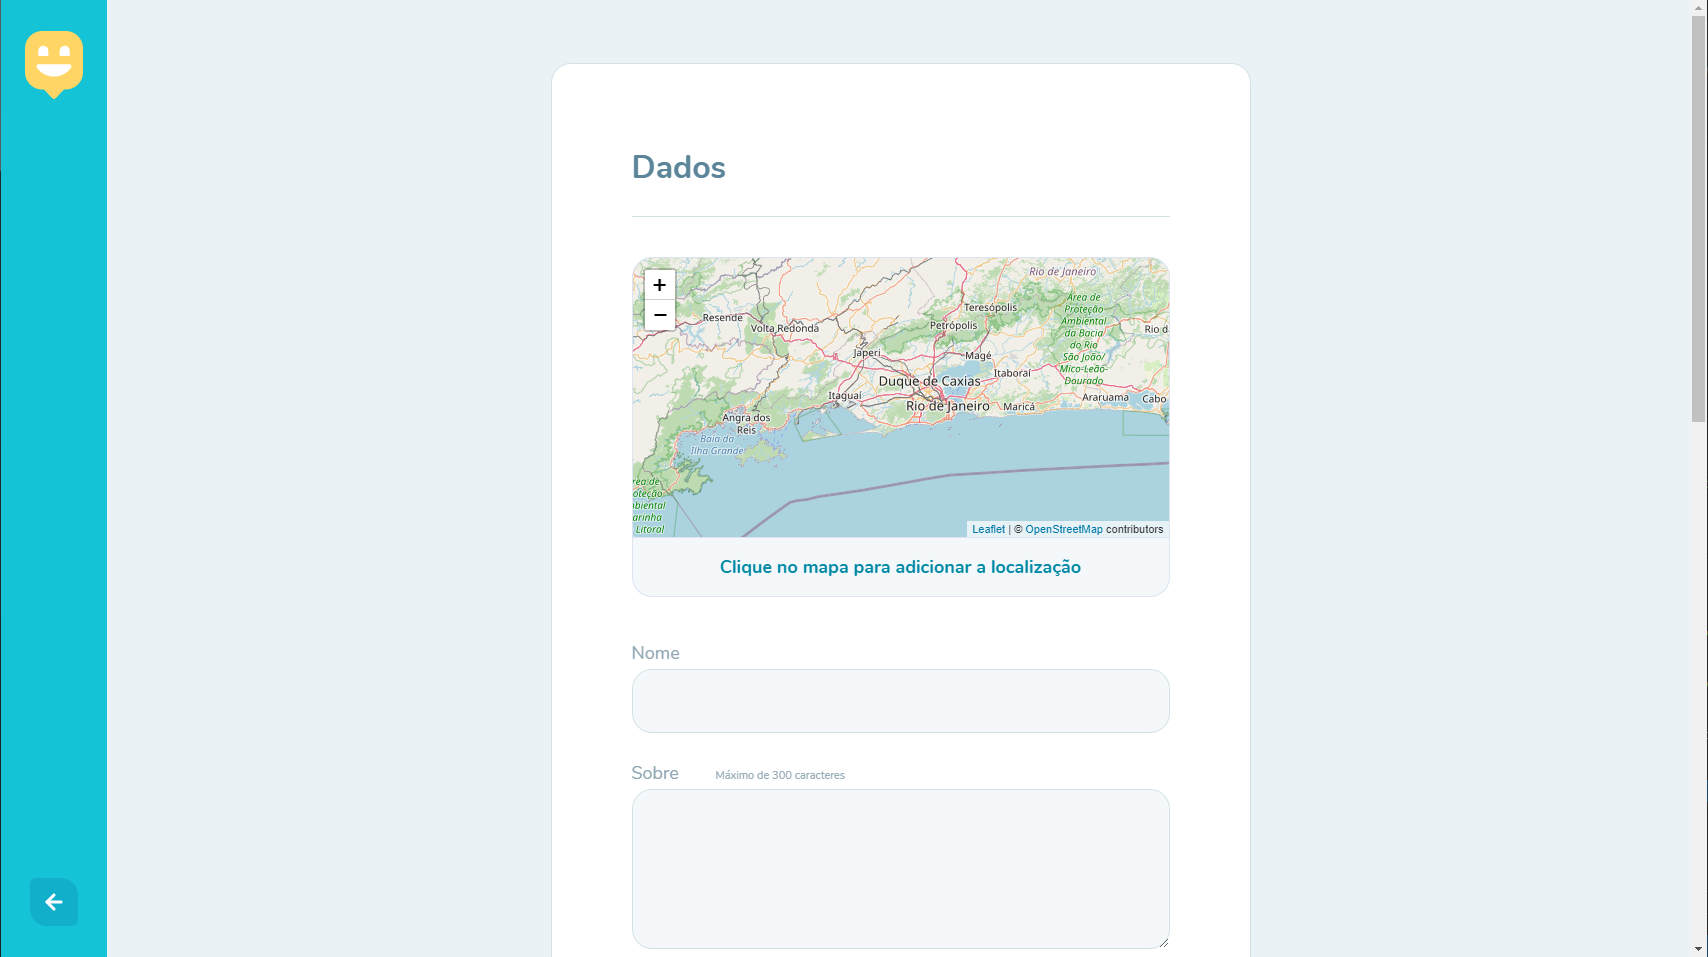 Dados
+
−
Rio de Janeiro
Área de
Proteção
Ambiental
da Bacia
do Rio
São João/
Mico-Leão-
Dourado
Teresópolis
Resende
Petrópolis
Volta Redonda
Rio d
Japeri
Magé
Itaboraí
Duque de Caxias
Itaguaí
Araruama
Cabo
Rio de Janeiro
Maricá
Angra dos
Reis
Baía da
Ilha Grande
rea de
oteção
biental
arinha
Litoral
Leaflet | © OpenStreetMap contributors
Clique no mapa para adicionar a localização
Nome
Sobre Máximo de 300 caracteres